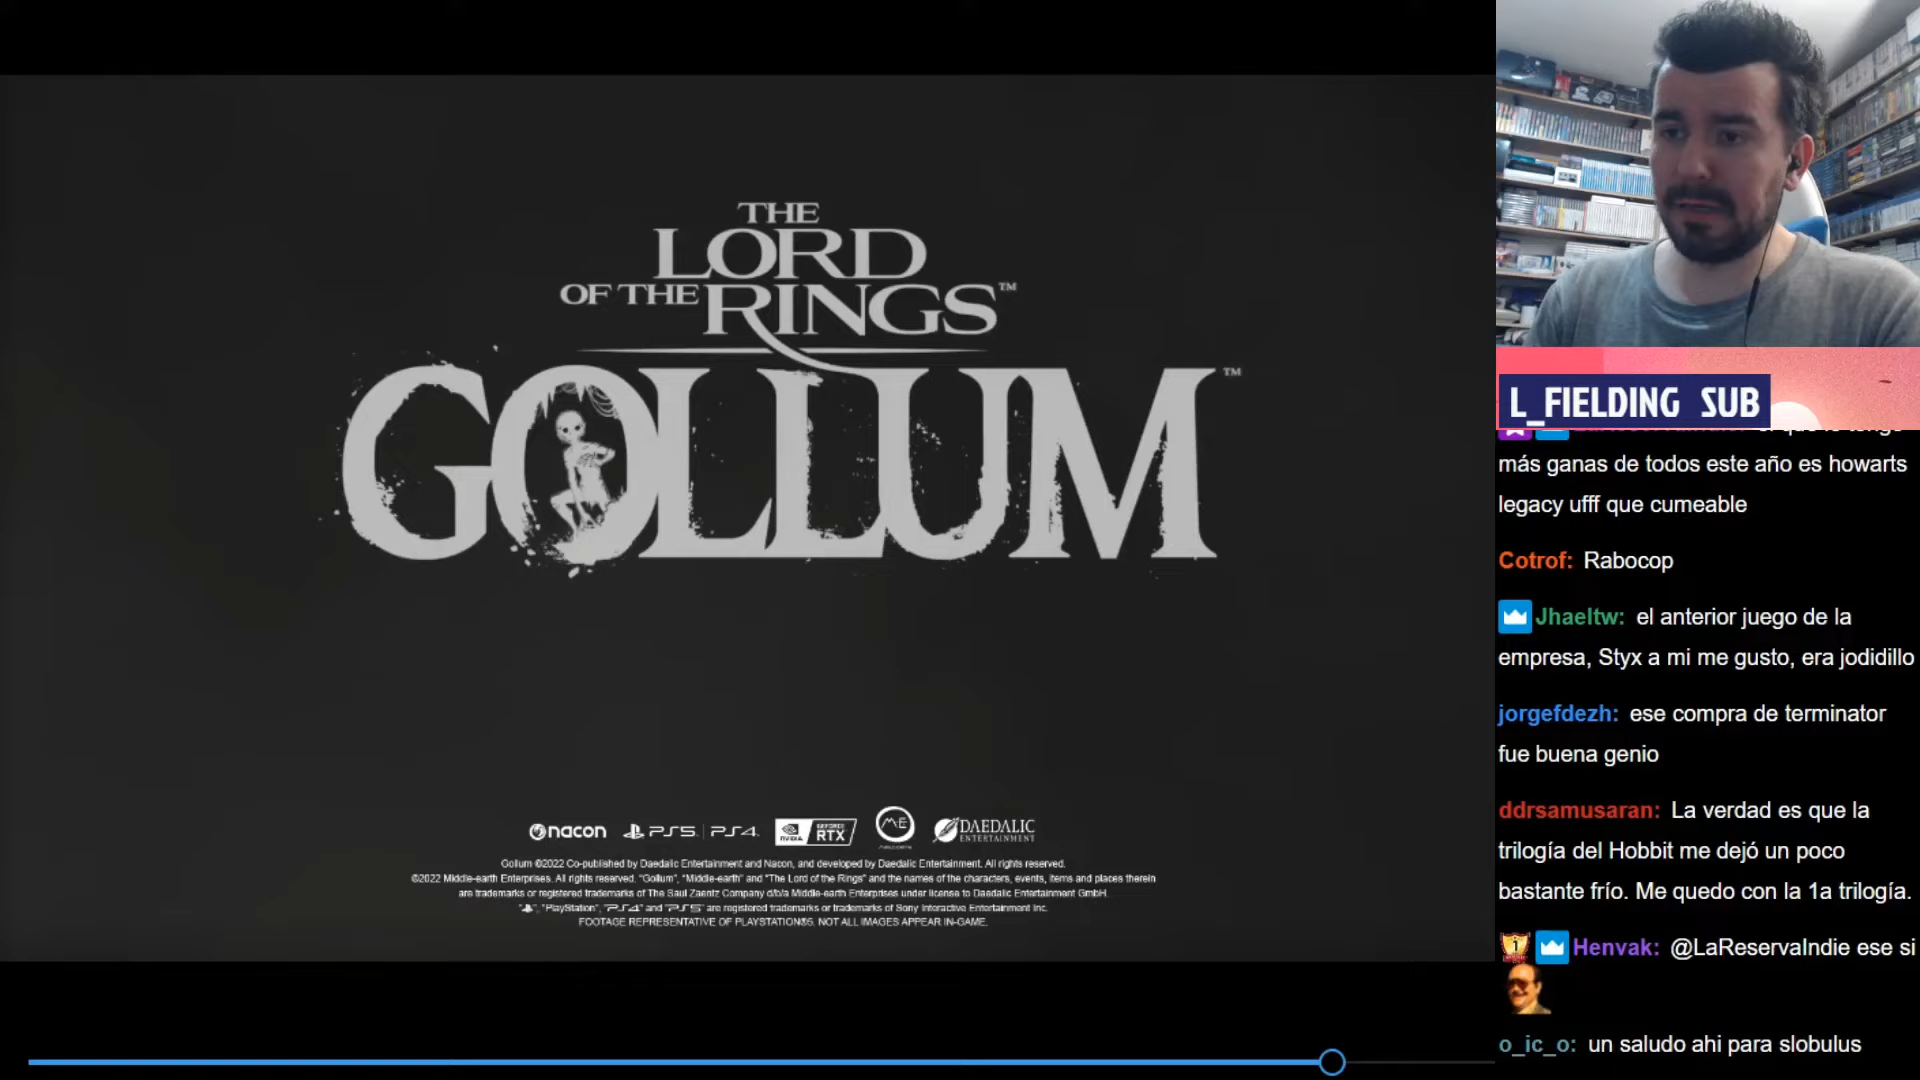 THE
LORD
OF THE RINGS™
GOLLUM™
nacon PS5 PS4 NVIDIA GEFORCE RTX ME DAEDALIC ENTERTAINMENT
Gollum ©2022 Co-published by Daedalic Entertainment and Nacon, and developed by Daedalic Entertainment. All rights reserved.
©2022 Middle-earth Enterprises. All rights reserved. "Gollum", "Middle-earth" and "The Lord of the Rings" and the names of the characters, events, items and places therein
are trademarks or registered trademarks of The Saul Zaentz Company d/b/a Middle-earth Enterprises under license to Daedalic Entertainment GmbH.
"PlayStation", "PS4" and "PS5" are registered trademarks or trademarks of Sony Interactive Entertainment Inc.
FOOTAGE REPRESENTATIVE OF PLAYSTATION®5. NOT ALL IMAGES APPEAR IN-GAME.
L_FIELDING SUB
más ganas de todos este año es howarts
legacy ufff que cumeable
Cotrof: Rabocop
Jhaeltw: el anterior juego de la
empresa, Styx a mi me gusto, era jodidillo
jorgefdezh: ese compra de terminator
fue buena genio
ddrsamusaran: La verdad es que la
trilogía del Hobbit me dejó un poco
bastante frío. Me quedo con la 1a trilogía.
Henvak: @LaReservaIndie ese si
o_ic_o: un saludo ahi para slobulus